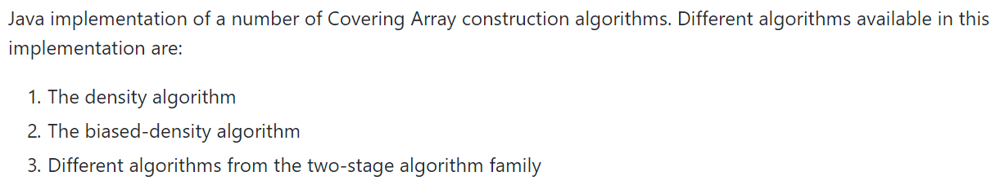 Java implementation of a number of Covering Array construction algorithms. Different algorithms available in this
implementation are:
1. The density algorithm
2. The biased-density algorithm
3. Different algorithms from the two-stage algorithm family